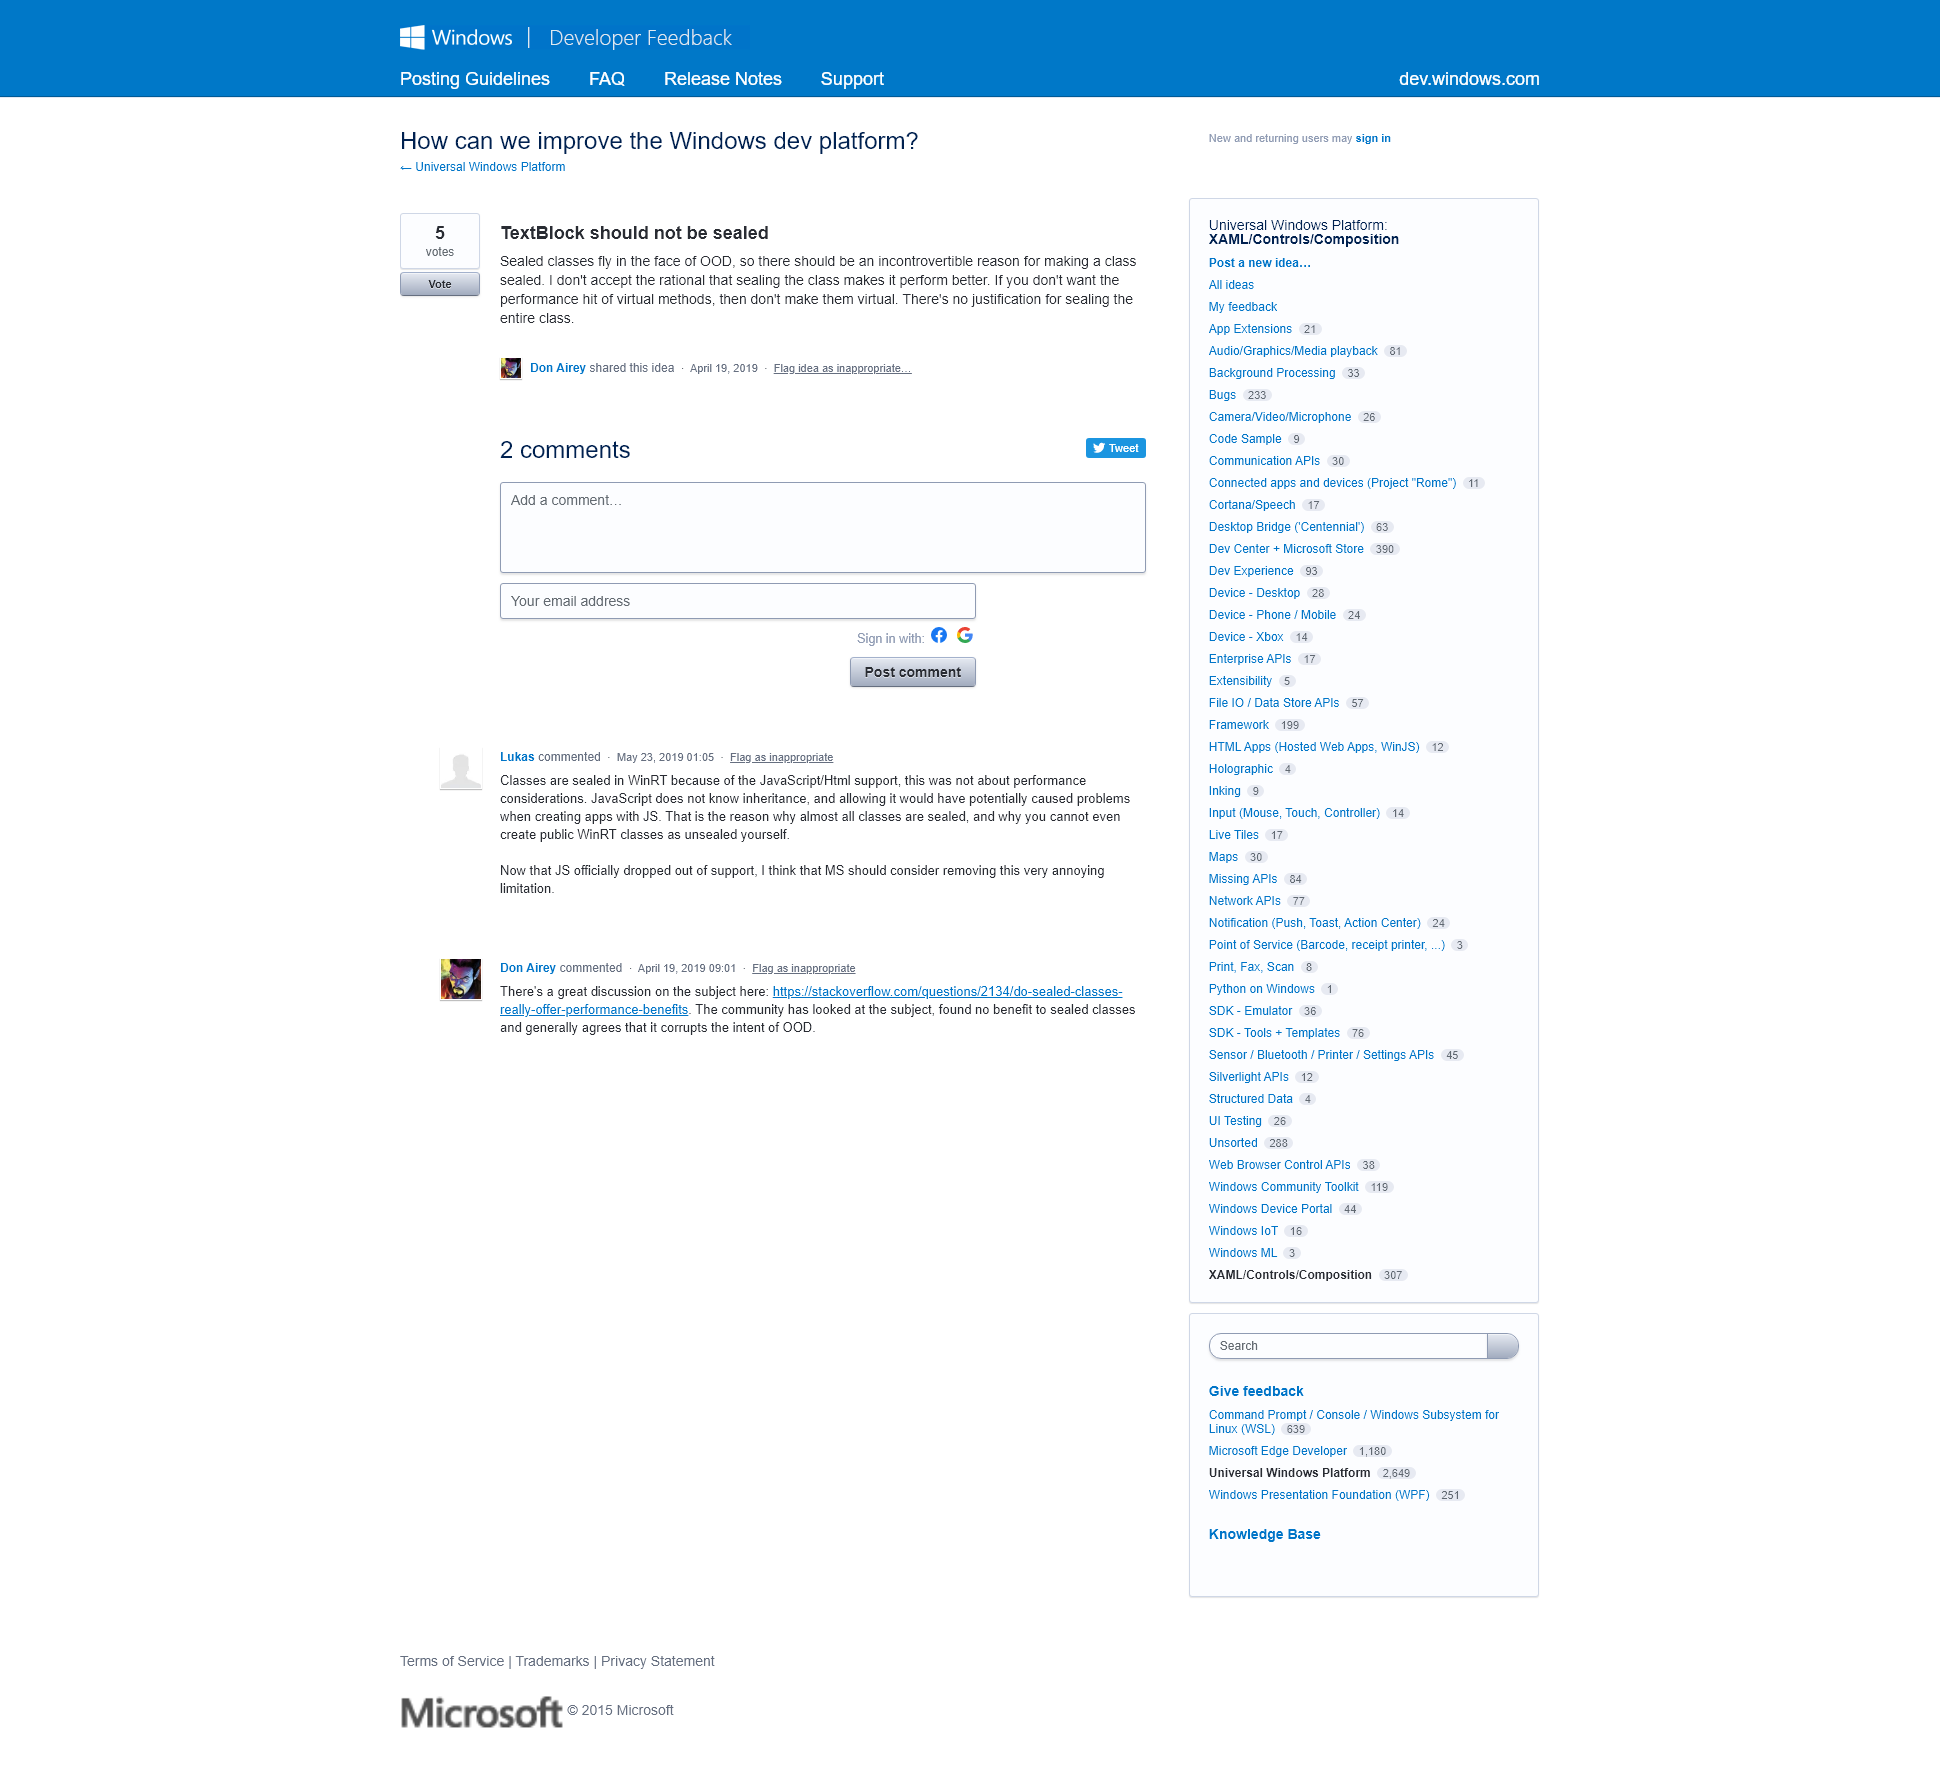 Windows | Developer Feedback
Posting Guidelines FAQ Release Notes Support dev.windows.com
How can we improve the Windows dev platform?
← Universal Windows Platform
New and returning users may sign in
5
votes
Vote
TextBlock should not be sealed
Sealed classes fly in the face of OOD, so there should be an incontrovertible reason for making a class
sealed. I don't accept the rational that sealing the class makes it perform better. If you don't want the
performance hit of virtual methods, then don't make them virtual. There's no justification for sealing the
entire class.
Don Airey shared this idea · April 19, 2019 · Flag idea as inappropriate…
2 comments
Tweet
Add a comment…
Your email address
Sign in with:
Post comment
Lukas commented · May 23, 2019 01:05 · Flag as inappropriate
Classes are sealed in WinRT because of the JavaScript/Html support, this was not about performance
considerations. JavaScript does not know inheritance, and allowing it would have potentially caused problems
when creating apps with JS. That is the reason why almost all classes are sealed, and why you cannot even
create public WinRT classes as unsealed yourself.
Now that JS officially dropped out of support, I think that MS should consider removing this very annoying
limitation.
Don Airey commented · April 19, 2019 09:01 · Flag as inappropriate
There's a great discussion on the subject here: https://stackoverflow.com/questions/2134/do-sealed-classes-
really-offer-performance-benefits. The community has looked at the subject, found no benefit to sealed classes
and generally agrees that it corrupts the intent of OOD.
Universal Windows Platform:
XAML/Controls/Composition
Post a new idea…
All ideas
My feedback
App Extensions 21
Audio/Graphics/Media playback 81
Background Processing 33
Bugs 233
Camera/Video/Microphone 26
Code Sample 9
Communication APIs 30
Connected apps and devices (Project "Rome") 11
Cortana/Speech 17
Desktop Bridge ('Centennial') 63
Dev Center + Microsoft Store 390
Dev Experience 93
Device - Desktop 28
Device - Phone / Mobile 24
Device - Xbox 14
Enterprise APIs 17
Extensibility 5
File IO / Data Store APIs 57
Framework 199
HTML Apps (Hosted Web Apps, WinJS) 12
Holographic 4
Inking 9
Input (Mouse, Touch, Controller) 14
Live Tiles 17
Maps 30
Missing APIs 84
Network APIs 77
Notification (Push, Toast, Action Center) 24
Point of Service (Barcode, receipt printer, ...) 3
Print, Fax, Scan 8
Python on Windows 1
SDK - Emulator 36
SDK - Tools + Templates 76
Sensor / Bluetooth / Printer / Settings APIs 45
Silverlight APIs 12
Structured Data 4
UI Testing 26
Unsorted 288
Web Browser Control APIs 38
Windows Community Toolkit 119
Windows Device Portal 44
Windows IoT 16
Windows ML 3
XAML/Controls/Composition 307
Search
Give feedback
Command Prompt / Console / Windows Subsystem for
Linux (WSL) 639
Microsoft Edge Developer 1,180
Universal Windows Platform 2,649
Windows Presentation Foundation (WPF) 251
Knowledge Base
Terms of Service | Trademarks | Privacy Statement
Microsoft © 2015 Microsoft